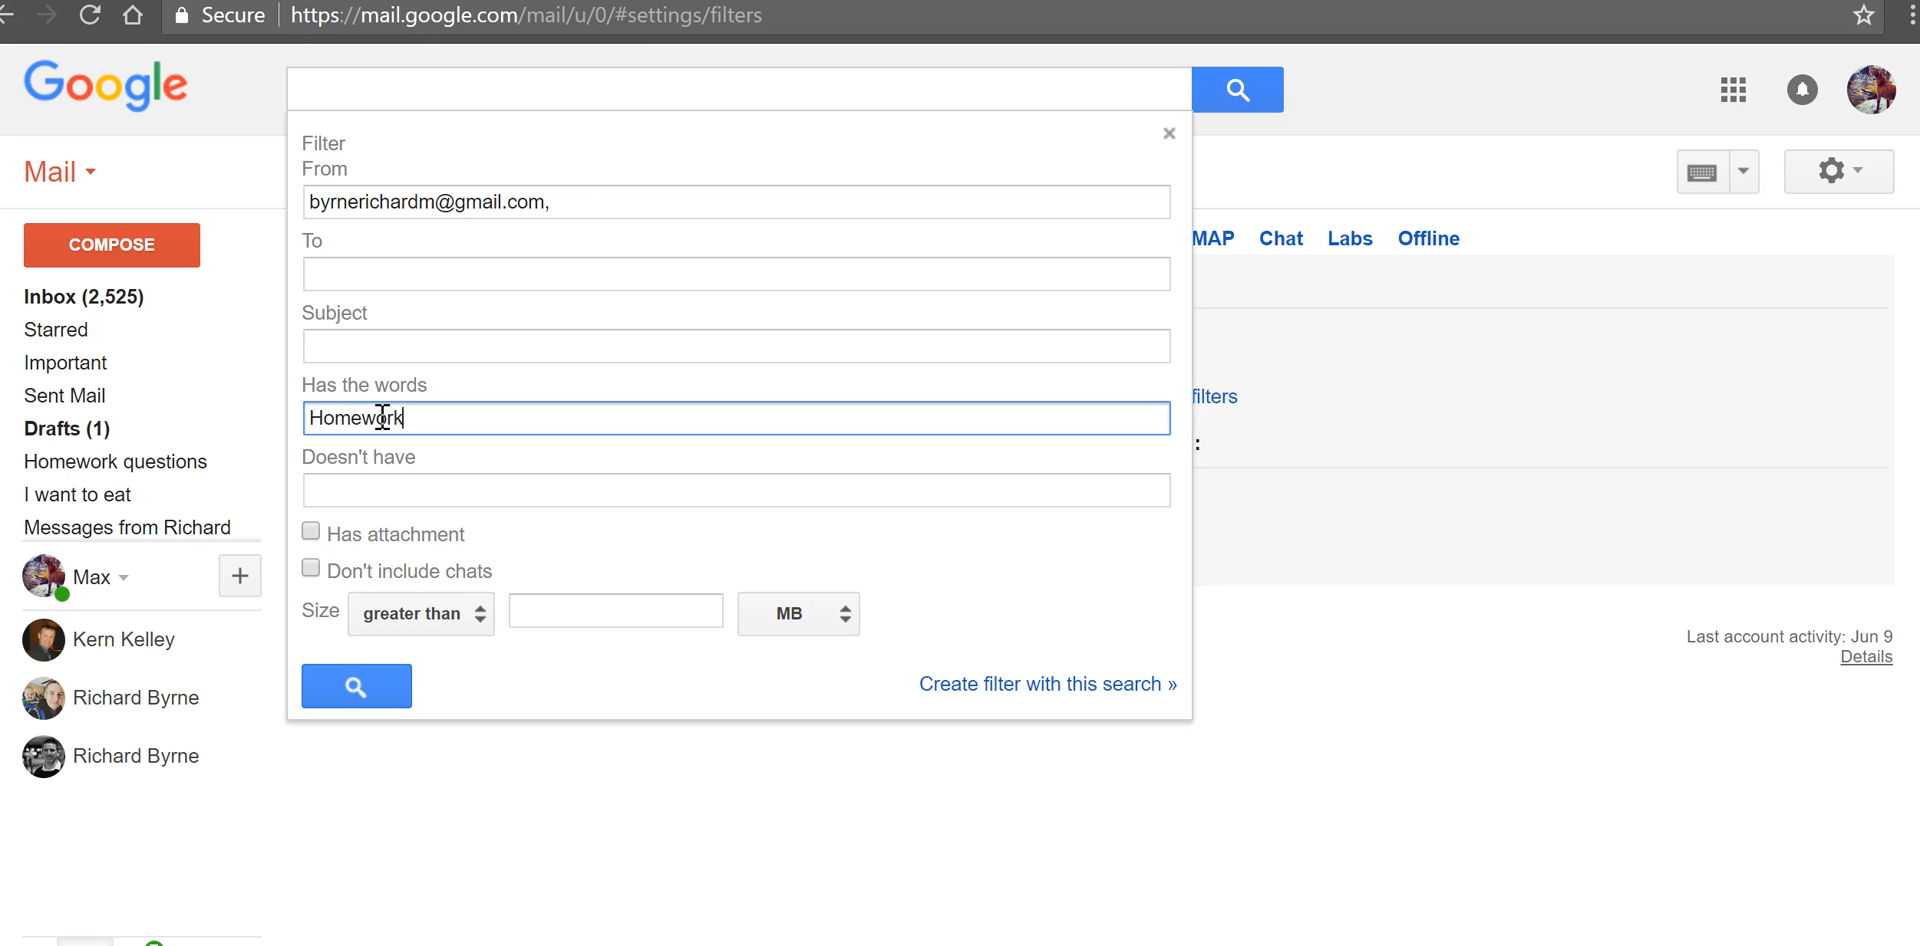 Secure https://mail.google.com/mail/u/0/#settings/filters
Google
Mail
COMPOSE
Inbox (2,525)
Starred
Important
Sent Mail
Drafts (1)
Homework questions
I want to eat
Messages from Richard
Max
+
Kern Kelley
Richard Byrne
Richard Byrne
Filter
From
byrnerichardm@gmail.com,
To
Subject
Has the words
Homework
Doesn't have
Has attachment
Don't include chats
Size greater than MB
Create filter with this search »
MAP Chat Labs Offline
filters
:
Last account activity: Jun 9
Details